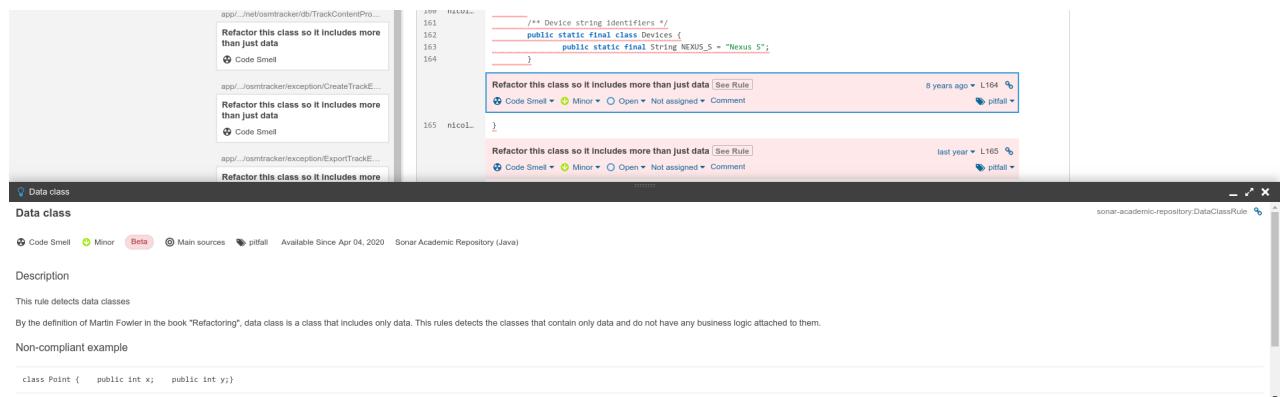 app/.../net/osmtracker/db/TrackContentPro...
Refactor this class so it includes more
than just data
Code Smell
app/.../osmtracker/exception/CreateTrackE...
Refactor this class so it includes more
than just data
Code Smell
app/.../osmtracker/exception/ExportTrackE...
Refactor this class so it includes more
160 nicol...
161 /** Device string identifiers */
162 public static final class Devices {
163 public static final String NEXUS_S = "Nexus S";
164 }
Refactor this class so it includes more than just data See Rule 8 years ago L164
Code Smell Minor Open Not assigned Comment pitfall
165 nicol... }
Refactor this class so it includes more than just data See Rule last year L165
Code Smell Minor Open Not assigned Comment pitfall
Data class
Data class sonar-academic-repository:DataClassRule
Code Smell Minor Beta Main sources pitfall Available Since Apr 04, 2020 Sonar Academic Repository (Java)
Description
This rule detects data classes
By the definition of Martin Fowler in the book "Refactoring", data class is a class that includes only data. This rules detects the classes that contain only data and do not have any business logic attached to them.
Non-compliant example
class Point { public int x; public int y;}